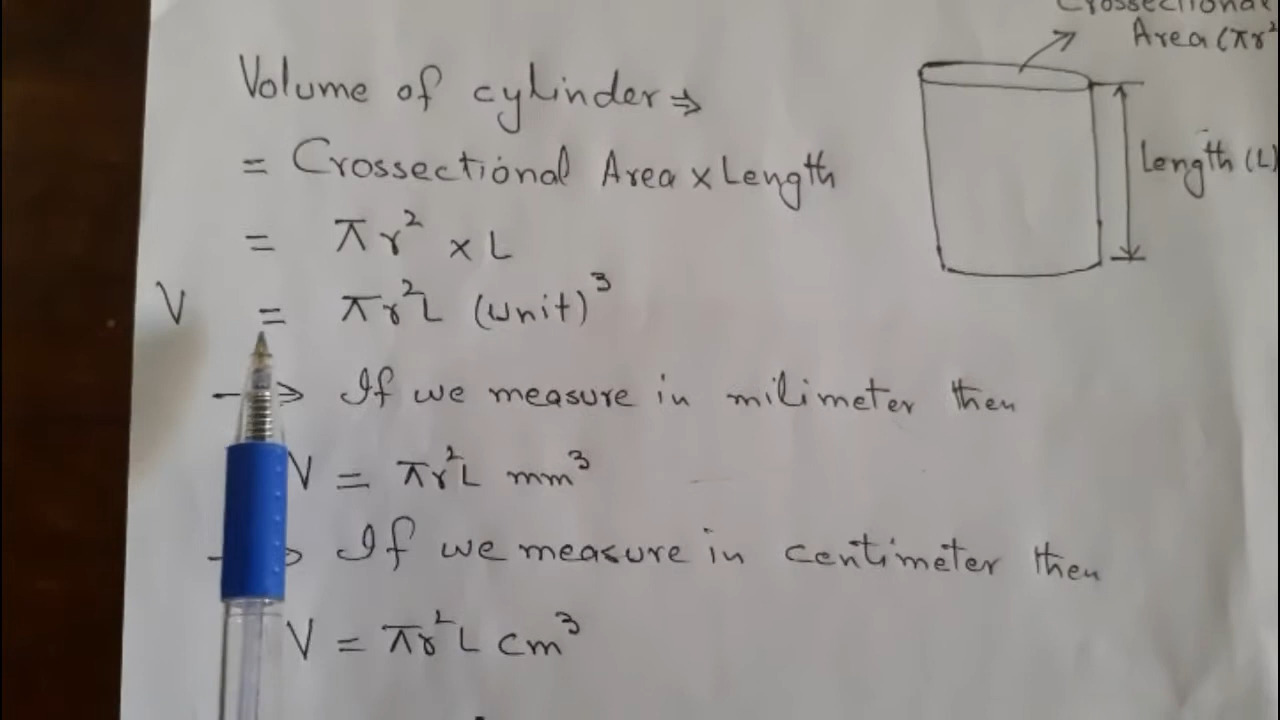 Volume of cylinder ⇒
= Crossectional Area × Length
= πr² × L
V = πr²L (unit)³
→ If we measure in milimeter then
V = πr²L mm³
→ If we measure in centimeter then
V = πr²L cm³
Crossectional
Area (πr²
Length (L)